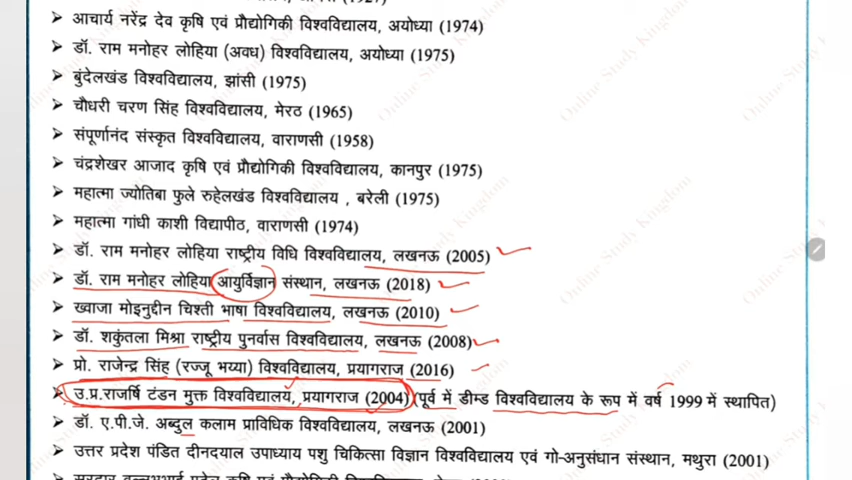 आचार्य नरेंद्र देव कृषि एवं प्रौद्योगिकी विश्वविद्यालय, अयोध्या (1974)
डॉ. राम मनोहर लोहिया (अवध) विश्वविद्यालय, अयोध्या (1975)
बुंदेलखंड विश्वविद्यालय, झांसी (1975)
चौधरी चरण सिंह विश्वविद्यालय, मेरठ (1965)
संपूर्णानंद संस्कृत विश्वविद्यालय, वाराणसी (1958)
चंद्रशेखर आजाद कृषि एवं प्रौद्योगिकी विश्वविद्यालय, कानपुर (1975)
महात्मा ज्योतिबा फुले रुहेलखंड विश्वविद्यालय , बरेली (1975)
महात्मा गांधी काशी विद्यापीठ, वाराणसी (1974)
डॉ. राम मनोहर लोहिया राष्ट्रीय विधि विश्वविद्यालय, लखनऊ (2005)
डॉ. राम मनोहर लोहिया आयुर्विज्ञान संस्थान, लखनऊ (2018)
ख्वाजा मोइनुद्दीन चिश्ती भाषा विश्वविद्यालय, लखनऊ (2010)
डॉ. शकुंतला मिश्रा राष्ट्रीय पुनर्वास विश्वविद्यालय, लखनऊ (2008)
प्रो. राजेन्द्र सिंह (रज्जू भय्या) विश्वविद्यालय, प्रयागराज (2016)
उ.प्र.राजर्षि टंडन मुक्त विश्वविद्यालय, प्रयागराज (2004) (पूर्व में डीम्ड विश्वविद्यालय के रूप में वर्ष 1999 में स्थापित)
डॉ. ए.पी.जे. अब्दुल कलाम प्राविधिक विश्वविद्यालय, लखनऊ (2001)
उत्तर प्रदेश पंडित दीनदयाल उपाध्याय पशु चिकित्सा विज्ञान विश्वविद्यालय एवं गो-अनुसंधान संस्थान, मथुरा (2001)
Online Study Kingdom